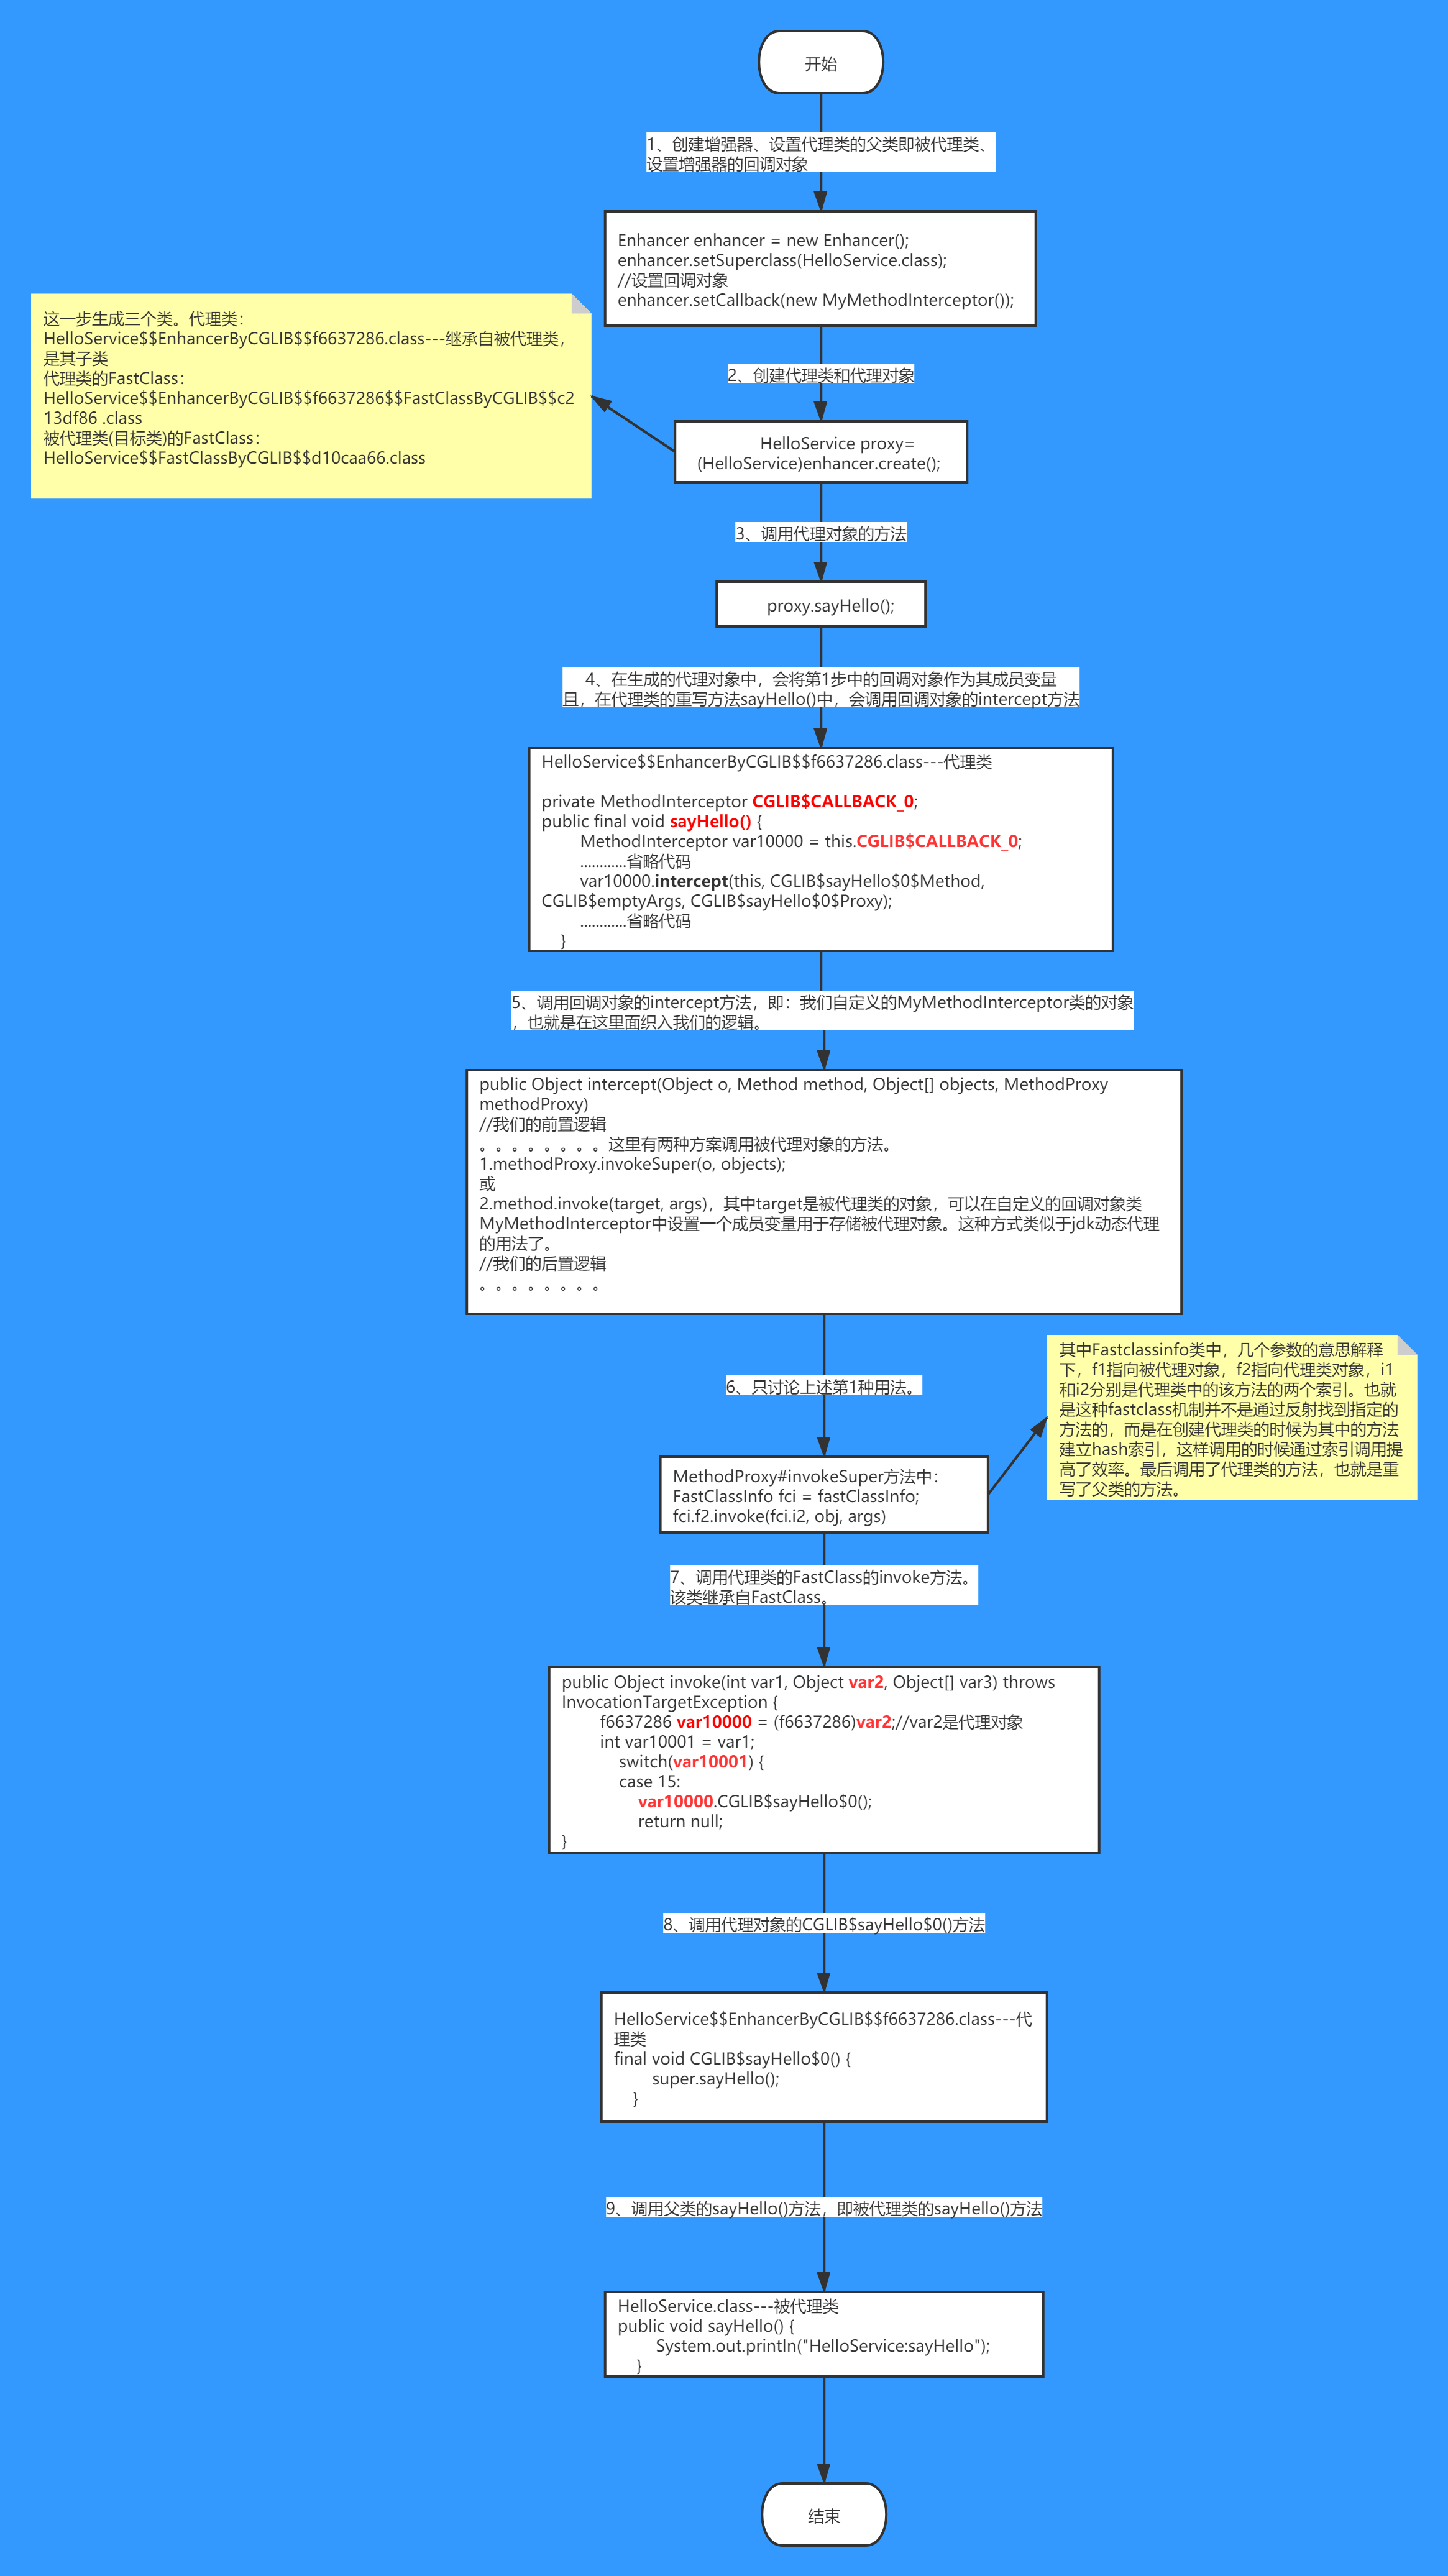 开始
1、创建增强器、设置代理类的父类即被代理类、
设置增强器的回调对象
Enhancer enhancer = new Enhancer();
enhancer.setSuperclass(HelloService.class);
//设置回调对象
enhancer.setCallback(new MyMethodInterceptor());
这一步生成三个类。代理类：
HelloService$$EnhancerByCGLIB$$f6637286.class---继承自被代理类，
是其子类
代理类的FastClass：
HelloService$$EnhancerByCGLIB$$f6637286$$FastClassByCGLIB$$c2
13df86 .class
被代理类(目标类)的FastClass：
HelloService$$FastClassByCGLIB$$d10caa66.class
2、创建代理类和代理对象
HelloService proxy=
(HelloService)enhancer.create();
3、调用代理对象的方法
proxy.sayHello();
4、在生成的代理对象中，会将第1步中的回调对象作为其成员变量
且，在代理类的重写方法sayHello()中，会调用回调对象的intercept方法
HelloService$$EnhancerByCGLIB$$f6637286.class---代理类
private MethodInterceptor CGLIB$CALLBACK_0;
public final void sayHello() {
MethodInterceptor var10000 = this.CGLIB$CALLBACK_0;
............省略代码
var10000.intercept(this, CGLIB$sayHello$0$Method,
CGLIB$emptyArgs, CGLIB$sayHello$0$Proxy);
............省略代码
}
5、调用回调对象的intercept方法，即：我们自定义的MyMethodInterceptor类的对象
，也就是在这里面织入我们的逻辑。
public Object intercept(Object o, Method method, Object[] objects, MethodProxy
methodProxy)
//我们的前置逻辑
。。。。。。。。这里有两种方案调用被代理对象的方法。
1.methodProxy.invokeSuper(o, objects);
或
2.method.invoke(target, args)，其中target是被代理类的对象，可以在自定义的回调对象类
MyMethodInterceptor中设置一个成员变量用于存储被代理对象。这种方式类似于jdk动态代理
的用法了。
//我们的后置逻辑
。。。。。。。。
6、只讨论上述第1种用法。
其中Fastclassinfo类中，几个参数的意思解释
下，f1指向被代理对象，f2指向代理类对象，i1
和i2分别是代理类中的该方法的两个索引。也就
是这种fastclass机制并不是通过反射找到指定的
方法的，而是在创建代理类的时候为其中的方法
建立hash索引，这样调用的时候通过索引调用提
高了效率。最后调用了代理类的方法，也就是重
写了父类的方法。
MethodProxy#invokeSuper方法中：
FastClassInfo fci = fastClassInfo;
fci.f2.invoke(fci.i2, obj, args)
7、调用代理类的FastClass的invoke方法。
该类继承自FastClass。
public Object invoke(int var1, Object var2, Object[] var3) throws
InvocationTargetException {
f6637286 var10000 = (f6637286)var2;//var2是代理对象
int var10001 = var1;
switch(var10001) {
case 15:
var10000.CGLIB$sayHello$0();
return null;
}
8、调用代理对象的CGLIB$sayHello$0()方法
HelloService$$EnhancerByCGLIB$$f6637286.class---代
理类
final void CGLIB$sayHello$0() {
super.sayHello();
}
9、调用父类的sayHello()方法，即被代理类的sayHello()方法
HelloService.class---被代理类
public void sayHello() {
System.out.println("HelloService:sayHello");
}
结束